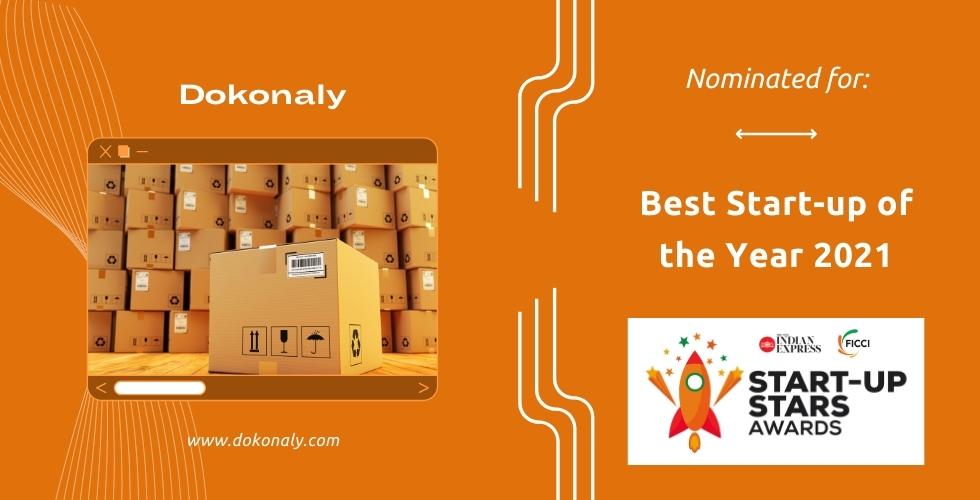 Dokonaly
www.dokonaly.com
Nominated for:
Best Start-up of
the Year 2021
INDIAN
EXPRESS
FICCI
START-UP
STARS
AWARDS